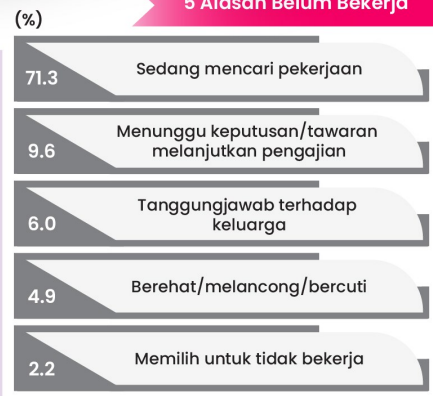 5 Alasan Belum Bekerja
(%)
71.3
Sedang mencari pekerjaan
9.6
Menunggu keputusan/tawaran
melanjutkan pengajian
6.0
Tanggungjawab terhadap
keluarga
4.9
Berehat/melancong/bercuti
2.2
Memilih untuk tidak bekerja